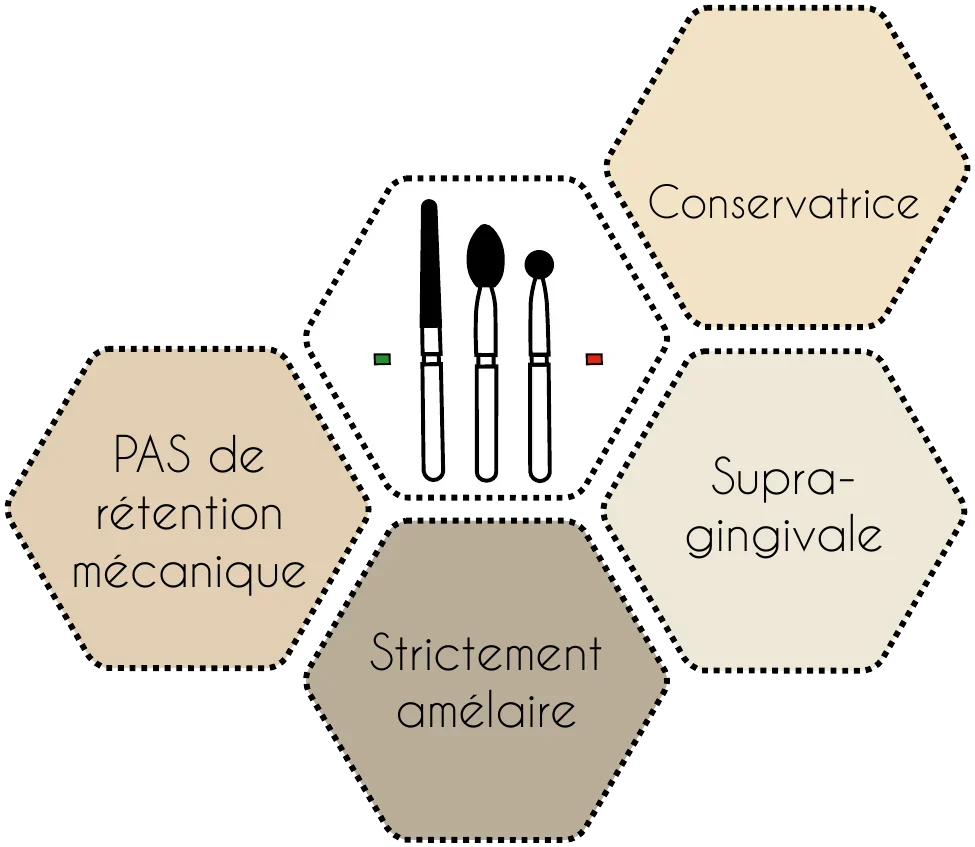 Conservatrice
PAS de
rétention
mécanique
Supra-
gingivale
Strictement
amélaire